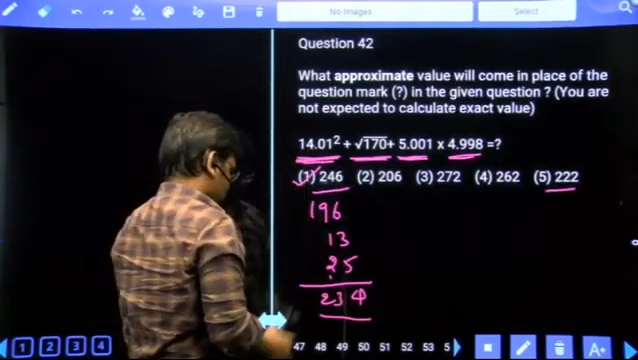 No Images
Select
Question 42
What approximate value will come in place of the
question mark (?) in the given question ? (You are
not expected to calculate exact value)
14.01² + √170+ 5.001 x 4.998 =?
(1) 246 (2) 206 (3) 272 (4) 262 (5) 222
196
13
25
234
1 2 3 4
47 48 49 50 51 52 53 5
A+